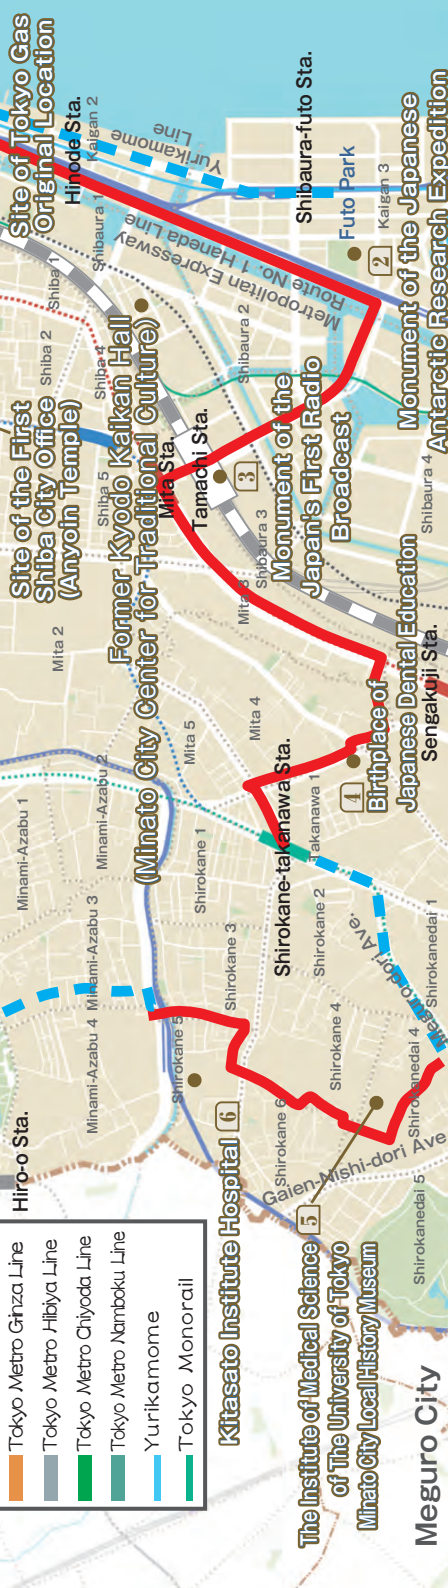 Site of Tokyo Gas
Original Location
Hinode Sta.
Kaigan 2
Yurikamome
Line
Shibaura-futo Sta.
Futo Park
Kaigan 3
2
Monument of the Japanese
Antarctic Research Expedition
Shiba 1
Shibaura 1
Metropolitan Expressway
Route No. 1 Haneda Line
Shiba 2
Shiba 4
Shibaura 2
Site of the First
Shiba City Office
(Anyoin Temple)
Shiba 5
Former Kyodo Kaikan Hall
(Minato City Center for Traditional Culture)
Mita Sta.
Tamachi Sta.
3
Monument of the
Japan's First Radio
Broadcast
Shibaura 3
Shibaura 4
Mita 2
Mita 3
Mita 4
Mita 5
Sengakuji Sta.
4
Birthplace of
Japanese Dental Education
Minami-Azabu 1
Minami-Azabu 2
Minami-Azabu 3
Minami-Azabu 4
Shirokane 1
Shirokane-takanawa Sta.
Takanawa 1
Shirokane 2
Shirokane 3
Shirokane 4
Shirokane 5
Shirokane 6
Meguro-dori Ave.
Shirokanedai 1
Shirokanedai 4
Shirokanedai 5
Gaien-Nishi-dori Ave
Hiro-o Sta.
Kitasato Institute Hospital 6
5
The Institute of Medical Science
of The University of Tokyo
Minato City Local History Museum
Meguro City
Tokyo Metro Ginza Line
Tokyo Metro Hibiya Line
Tokyo Metro Chiyoda Line
Tokyo Metro Namboku Line
Yurikamome
Tokyo Monorail